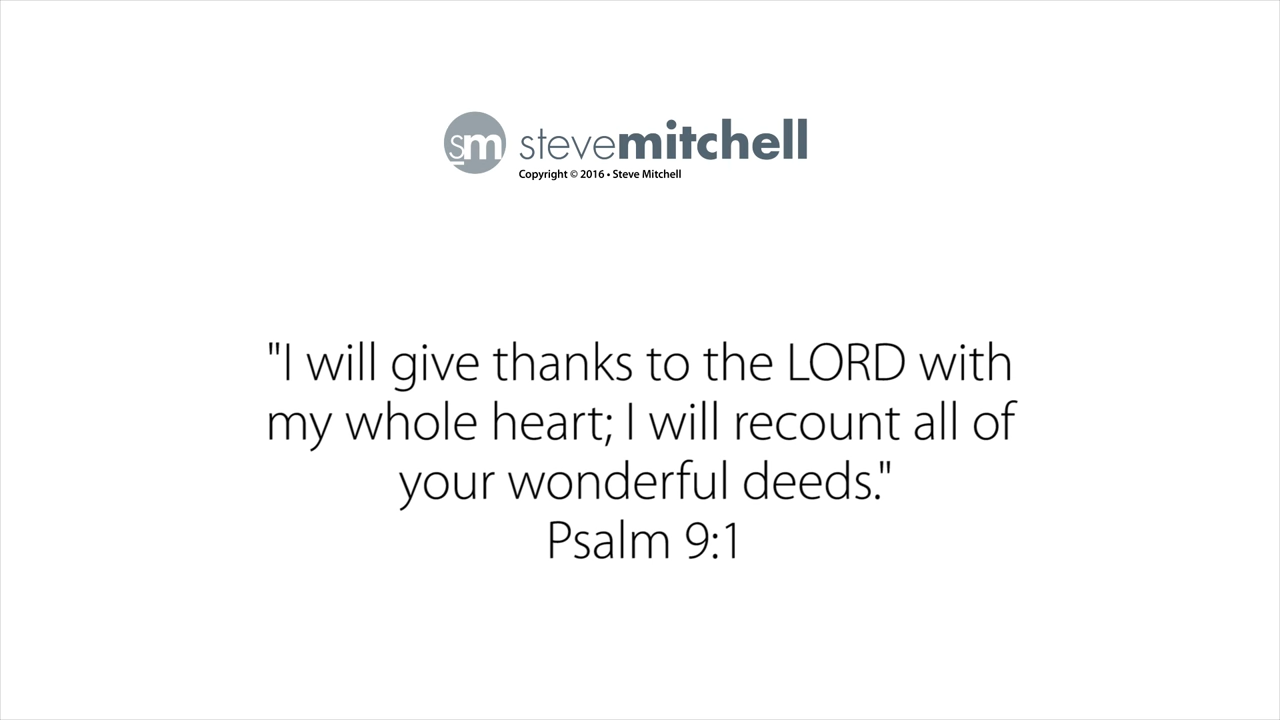 sm stevemitchell
Copyright © 2016 • Steve Mitchell
"I will give thanks to the LORD with
my whole heart; I will recount all of
your wonderful deeds."
Psalm 9:1